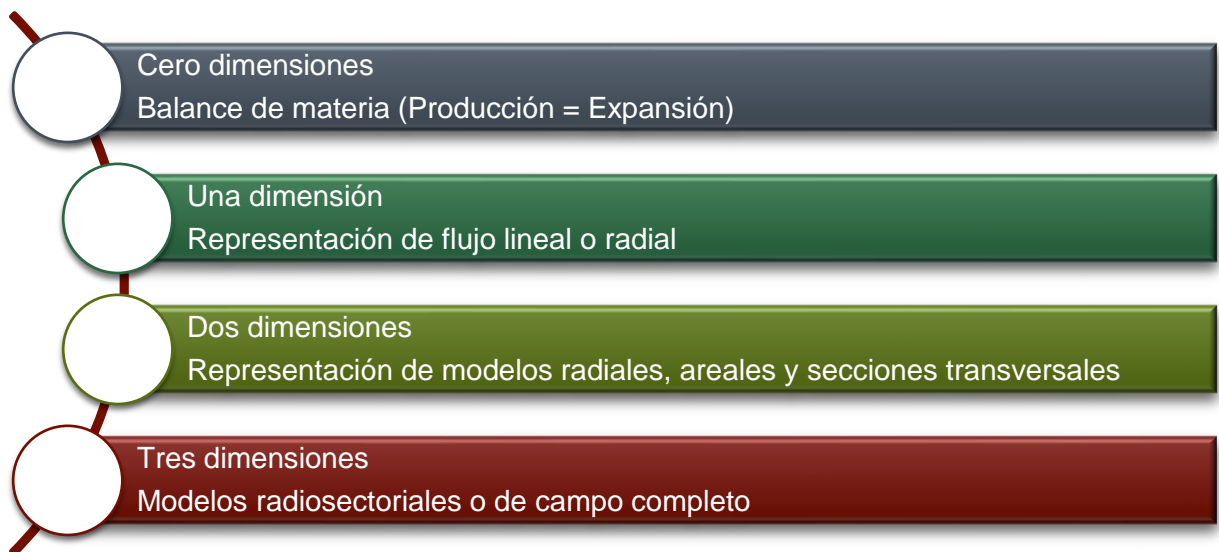 Cero dimensiones
Balance de materia (Producción = Expansión)
Una dimensión
Representación de flujo lineal o radial
Dos dimensiones
Representación de modelos radiales, areales y secciones transversales
Tres dimensiones
Modelos radiosectoriales o de campo completo